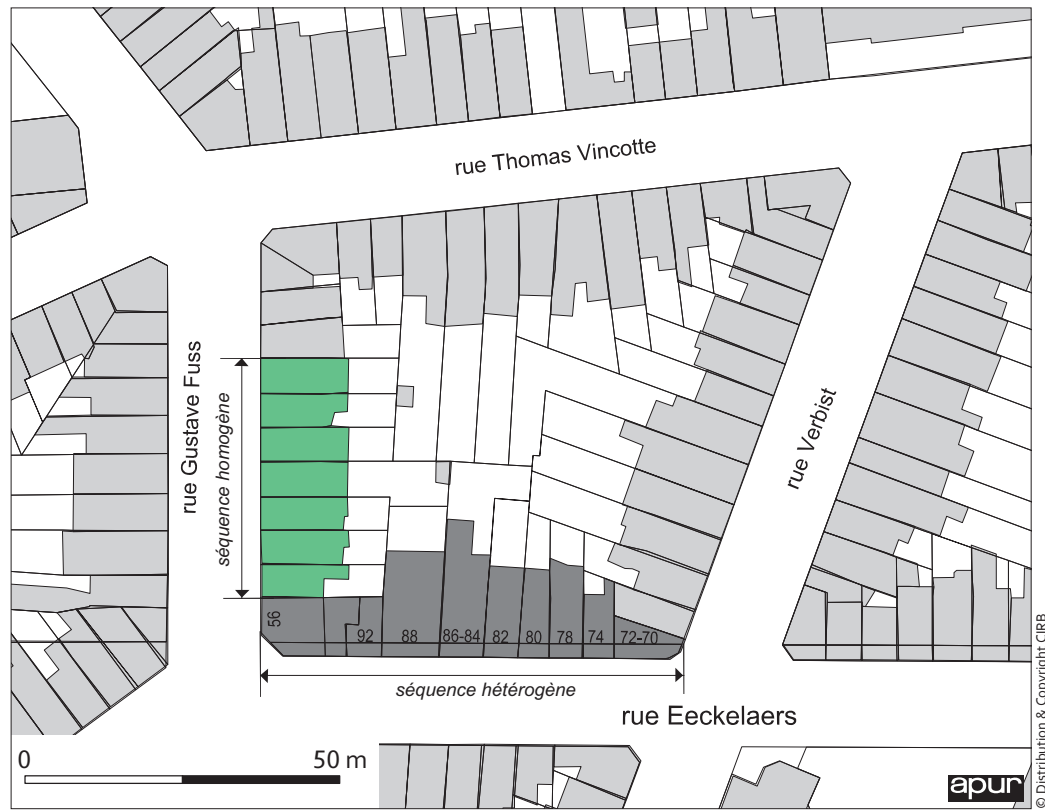 rue Thomas Vincotte
rue Gustave Fuss
séquence homogène
rue Verbist
56
92
88
86-84
82
80
78
74
72-70
séquence hétérogène
rue Eeckelaers
0
50 m
apur
© Distribution & Copyright CIRB